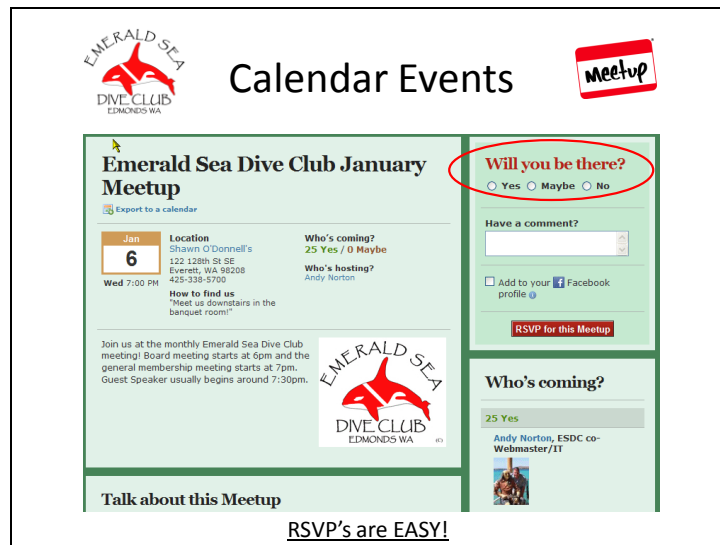 EMERALD SEA
DIVE CLUB
EDMONDS WA
Calendar Events
Meetup
Emerald Sea Dive Club January
Meetup
Export to a calendar
Jan
6
Wed 7:00 PM
Location
Shawn O'Donnell's
122 128th St SE
Everett, WA 98208
425-338-5700
How to find us
"Meet us downstairs in the
banquet room!"
Who's coming?
25 Yes / 0 Maybe
Who's hosting?
Andy Norton
Join us at the monthly Emerald Sea Dive Club
meeting! Board meeting starts at 6pm and the
general membership meeting starts at 7pm.
Guest Speaker usually begins around 7:30pm.
EMERALD SEA
DIVE CLUB
EDMONDS WA
Talk about this Meetup
Will you be there?
Yes Maybe No
Have a comment?
Add to your f Facebook
profile
RSVP for this Meetup
Who's coming?
25 Yes
Andy Norton, ESDC co-
Webmaster/IT
RSVP's are EASY!